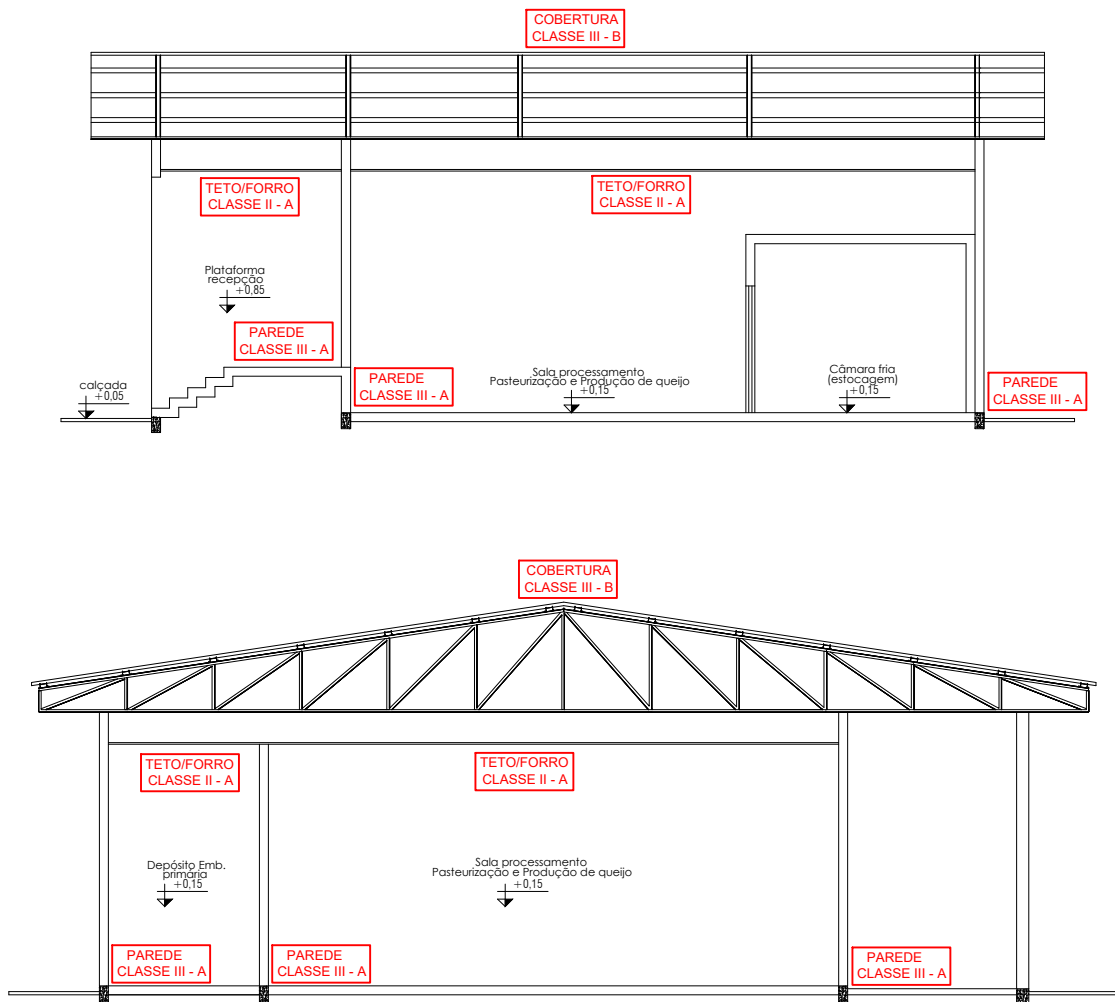 COBERTURA
CLASSE III - B
TETO/FORRO
CLASSE II - A
TETO/FORRO
CLASSE II - A
Plataforma
recepção
+0,85
PAREDE
CLASSE III - A
calçada
+0,05
PAREDE
CLASSE III - A
Sala processamento
Pasteurização e Produção de queijo
+0,15
Câmara fria
(estocagem)
+0,15
PAREDE
CLASSE III - A
COBERTURA
CLASSE III - B
TETO/FORRO
CLASSE II - A
TETO/FORRO
CLASSE II - A
Depósito Emb.
primária
+0,15
Sala processamento
Pasteurização e Produção de queijo
+0,15
PAREDE
CLASSE III - A
PAREDE
CLASSE III - A
PAREDE
CLASSE III - A